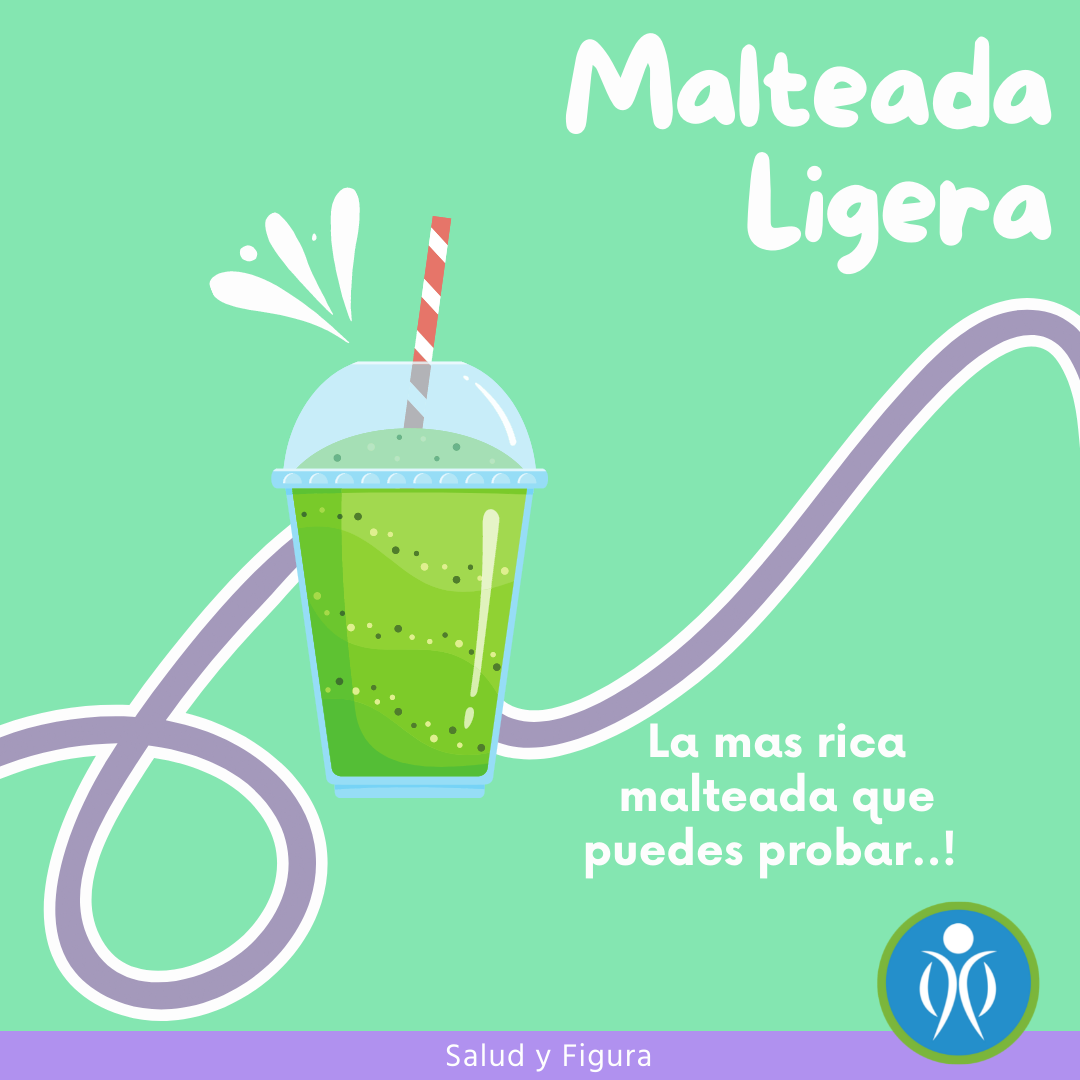 Malteada
Ligera
La mas rica
malteada que
puedes probar..!
Salud y Figura